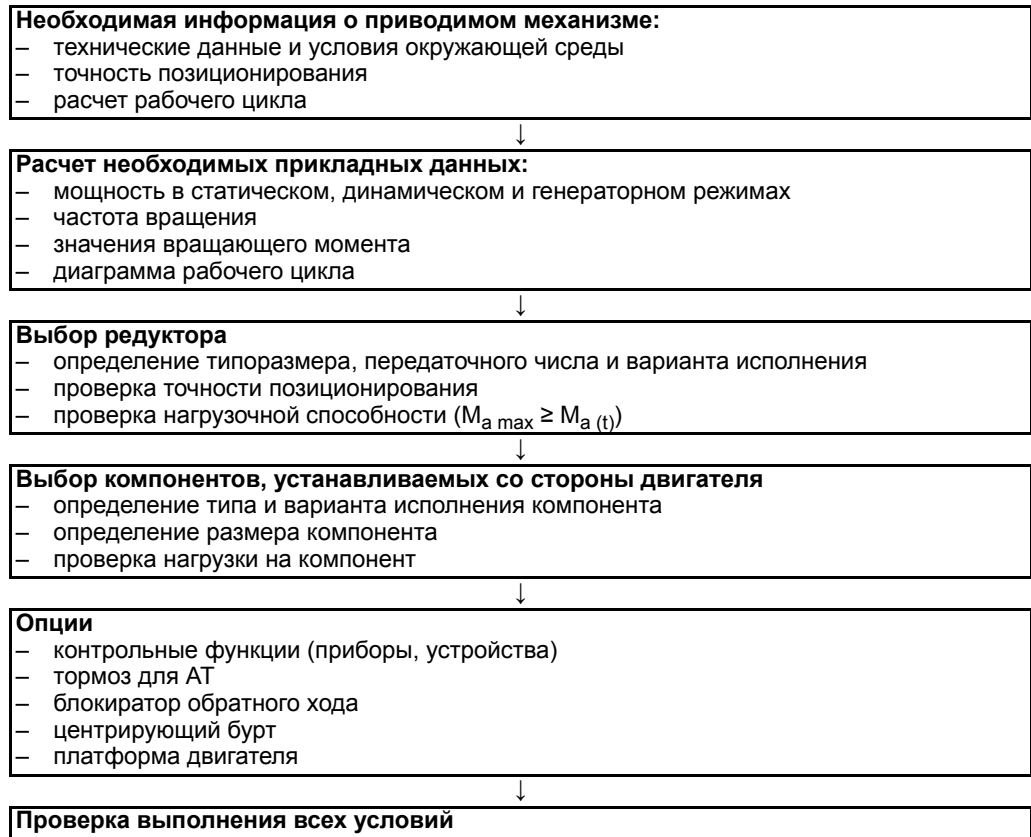 Необходимая информация о приводимом механизме:
– технические данные и условия окружающей среды
– точность позиционирования
– расчет рабочего цикла
↓
Расчет необходимых прикладных данных:
– мощность в статическом, динамическом и генераторном режимах
– частота вращения
– значения вращающего момента
– диаграмма рабочего цикла
↓
Выбор редуктора
– определение типоразмера, передаточного числа и варианта исполнения
– проверка точности позиционирования
– проверка нагрузочной способности (Ma max ≥ Ma (t))
↓
Выбор компонентов, устанавливаемых со стороны двигателя
– определение типа и варианта исполнения компонента
– определение размера компонента
– проверка нагрузки на компонент
↓
Опции
– контрольные функции (приборы, устройства)
– тормоз для AT
– блокиратор обратного хода
– центрирующий бурт
– платформа двигателя
↓
Проверка выполнения всех условий